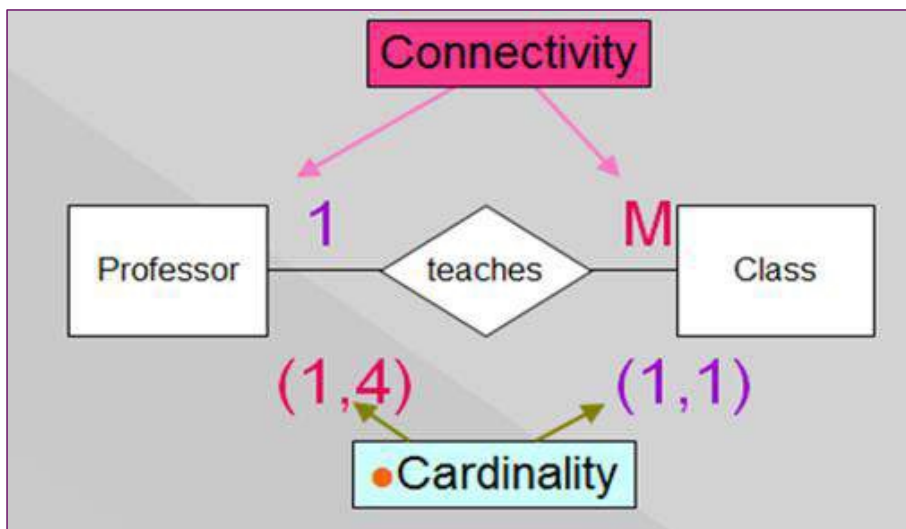 Connectivity
1
M
Professor
teaches
Class
(1,4)
(1,1)
●Cardinality